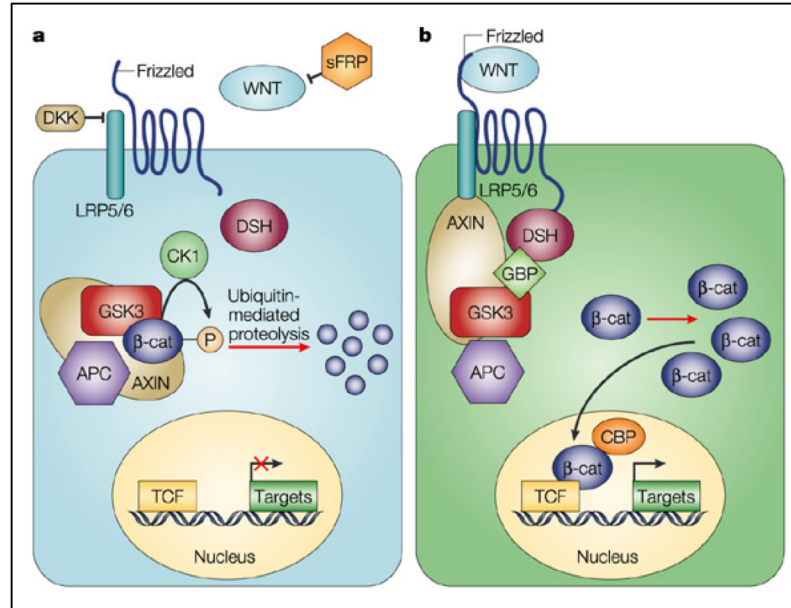 a
Frizzled
WNT
sFRP
DKK
LRP5/6
DSH
CK1
GSK3
β-cat
P
Ubiquitin-
mediated
proteolysis
APC
AXIN
TCF
Targets
Nucleus
b
Frizzled
WNT
LRP5/6
AXIN
DSH
GBP
GSK3
APC
β-cat
β-cat
β-cat
β-cat
CBP
β-cat
TCF
Targets
Nucleus